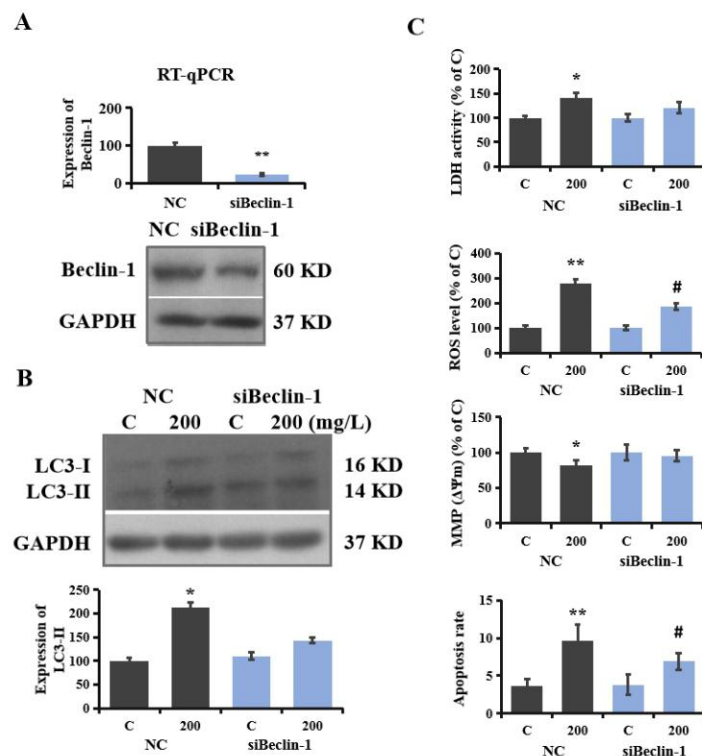 A
RT-qPCR
Expression of
Beclin-1
200
100
0
**
NC siBeclin-1
NC siBeclin-1
Beclin-1 60 KD
GAPDH 37 KD
B
NC siBeclin-1
C 200 C 200 (mg/L)
LC3-I 16 KD
LC3-II 14 KD
GAPDH 37 KD
Expression of
LC3-II
250
200
150
100
50
0
*
C 200 C 200
NC siBeclin-1
C
LDH activity (% of C)
200
150
100
50
0
*
C 200 C 200
NC siBeclin-1
ROS level (% of C)
400
300
200
100
0
**
#
C 200 C 200
NC siBeclin-1
MMP (ΔΨm) (% of C)
150
100
50
0
*
C 200 C 200
NC siBeclin-1
Apoptosis rate
15
10
5
0
**
#
C 200 C 200
NC siBeclin-1